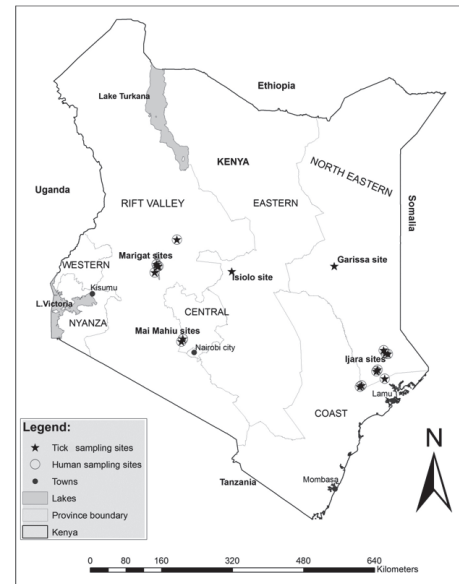 Ethiopia
Lake Turkana
KENYA
NORTH EASTERN
Uganda
RIFT VALLEY
EASTERN
Somalia
Marigat sites
Garissa site
WESTERN
Isiolo site
Kisumu
L.Victoria
CENTRAL
NYANZA
Mai Mahiu sites
Nairobi city
Ijara sites
Lamu
COAST
Legend:
Tick sampling sites
Human sampling sites
Towns
Lakes
Province boundary
Kenya
Tanzania
Mombasa
N
0 80 160 320 480 640
Kilometers